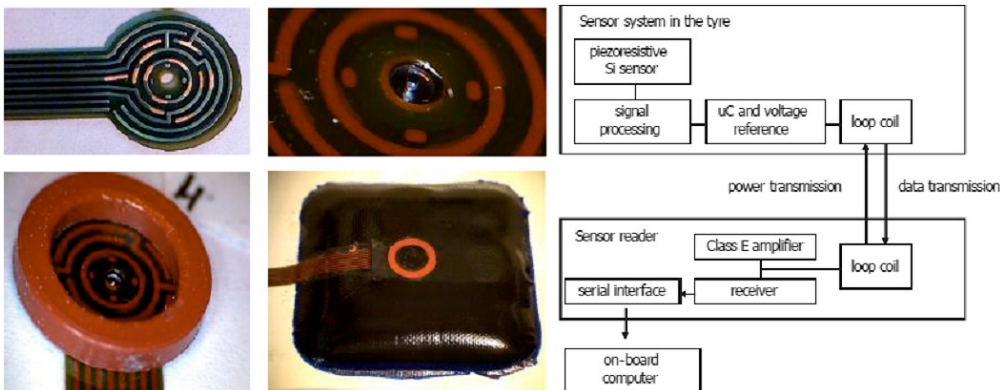 Sensor system in the tyre
piezoresistive
Si sensor
signal
processing
uC and voltage
reference
loop coil
power transmission
data transmission
Sensor reader
Class E amplifier
loop coil
serial interface
receiver
on-board
computer